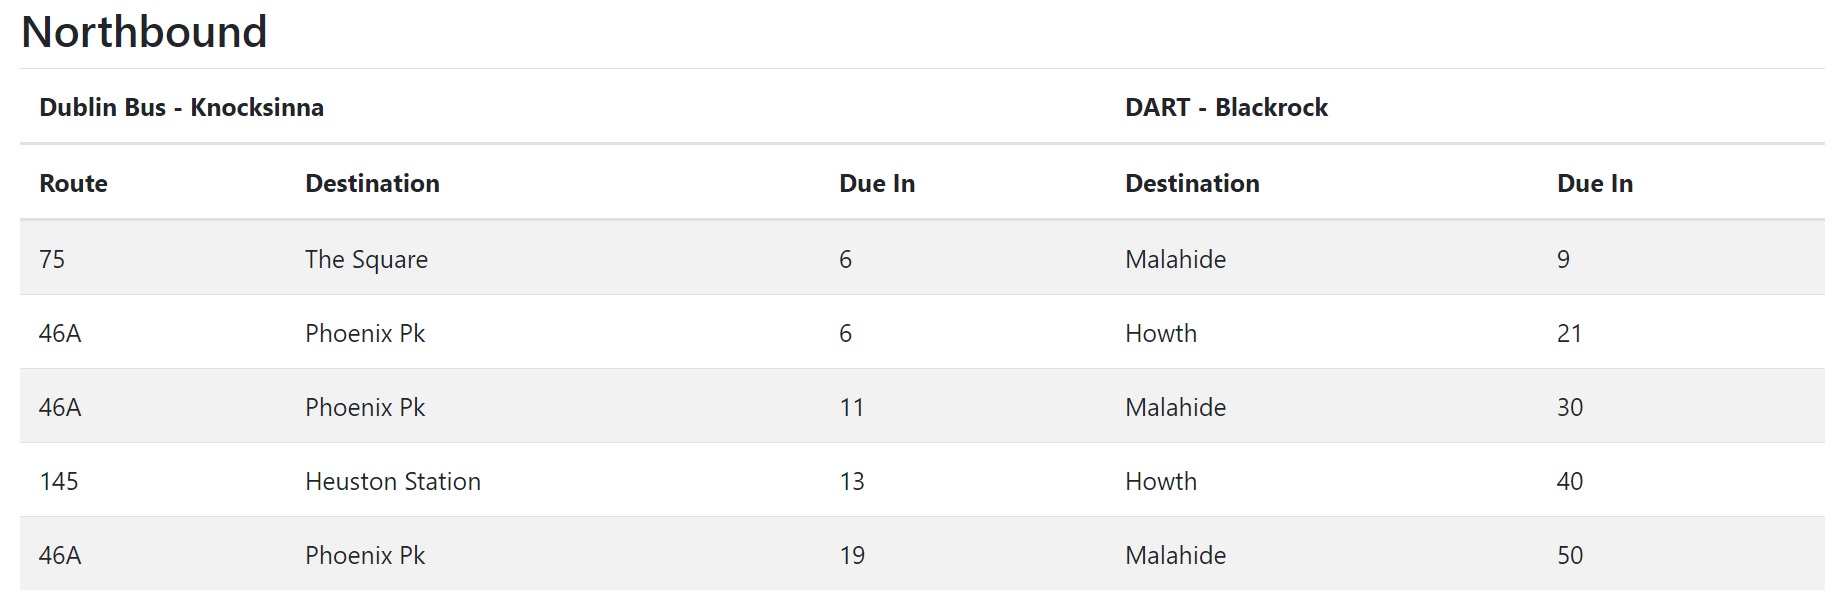 Northbound
Dublin Bus - Knocksinna DART - Blackrock
Route Destination Due In Destination Due In
75 The Square 6 Malahide 9
46A Phoenix Pk 6 Howth 21
46A Phoenix Pk 11 Malahide 30
145 Heuston Station 13 Howth 40
46A Phoenix Pk 19 Malahide 50